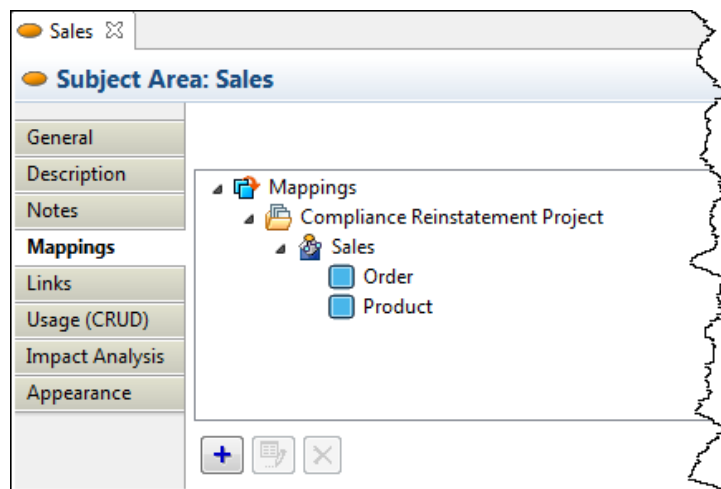 Sales
Subject Area: Sales
General
Description
Notes
Mappings
Links
Usage (CRUD)
Impact Analysis
Appearance
Mappings
Compliance Reinstatement Project
Sales
Order
Product